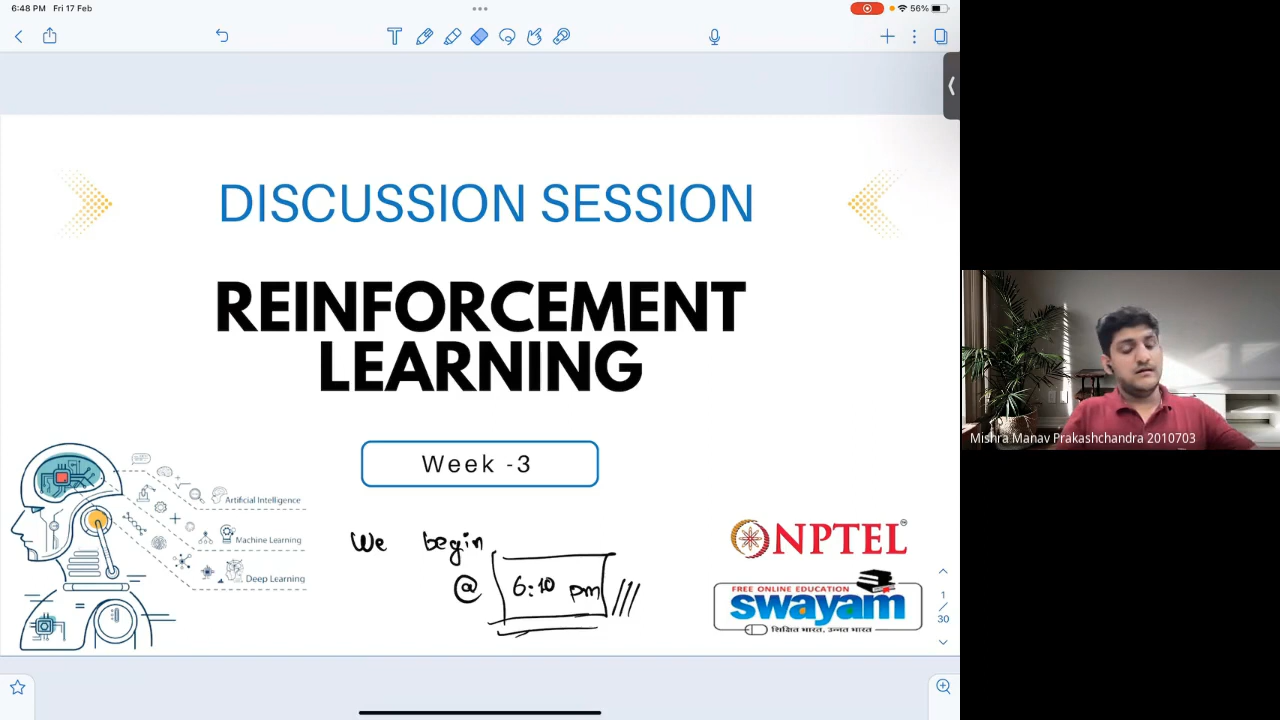 6:48 PM Fri 17 Feb
56%
DISCUSSION SESSION
REINFORCEMENT
LEARNING
Week -3
Artificial Intelligence
Machine Learning
Deep Learning
We begin
@ 6:10 pm
NPTEL
FREE ONLINE EDUCATION
swayam
शिक्षित भारत, उन्नत भारत
1
/
30
Mishra Manav Prakashchandra 2010703